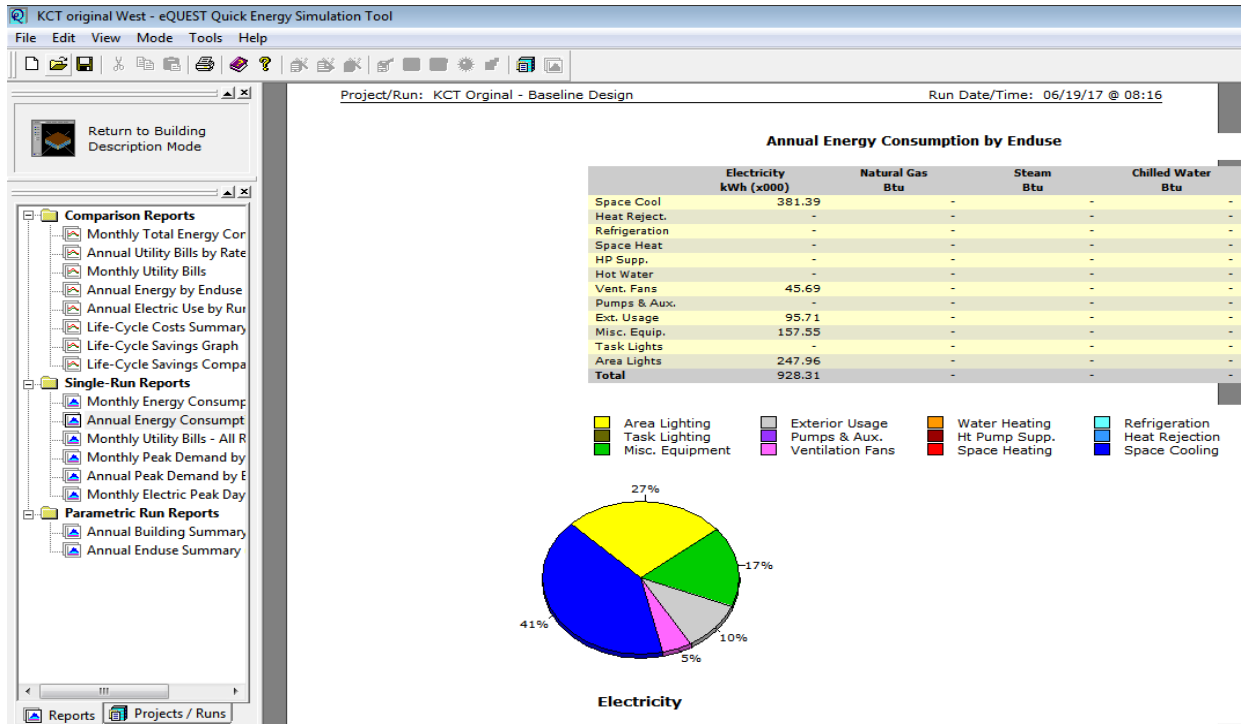 KCT original West - eQUEST Quick Energy Simulation Tool
File Edit View Mode Tools Help
Return to Building
Description Mode
Comparison Reports
Monthly Total Energy Cor
Annual Utility Bills by Rate
Monthly Utility Bills
Annual Energy by Enduse
Annual Electric Use by Rur
Life-Cycle Costs Summary
Life-Cycle Savings Graph
Life-Cycle Savings Compa
Single-Run Reports
Monthly Energy Consump
Annual Energy Consumpt
Monthly Utility Bills - All R
Monthly Peak Demand by
Annual Peak Demand by E
Monthly Electric Peak Day
Parametric Run Reports
Annual Building Summary
Annual Enduse Summary
Reports Projects / Runs
Project/Run: KCT Orginal - Baseline Design Run Date/Time: 06/19/17 @ 08:16
Annual Energy Consumption by Enduse
Electricity Natural Gas Steam Chilled Water
kWh (x000) Btu Btu Btu
Space Cool 381.39 - - -
Heat Reject. - - - -
Refrigeration - - - -
Space Heat - - - -
HP Supp. - - - -
Hot Water - - - -
Vent. Fans 45.69 - - -
Pumps & Aux. - - - -
Ext. Usage 95.71 - - -
Misc. Equip. 157.55 - - -
Task Lights - - - -
Area Lights 247.96 - - -
Total 928.31 - - -
Area Lighting Exterior Usage Water Heating Refrigeration
Task Lighting Pumps & Aux. Ht Pump Supp. Heat Rejection
Misc. Equipment Ventilation Fans Space Heating Space Cooling
27%
17%
41%
10%
5%
Electricity